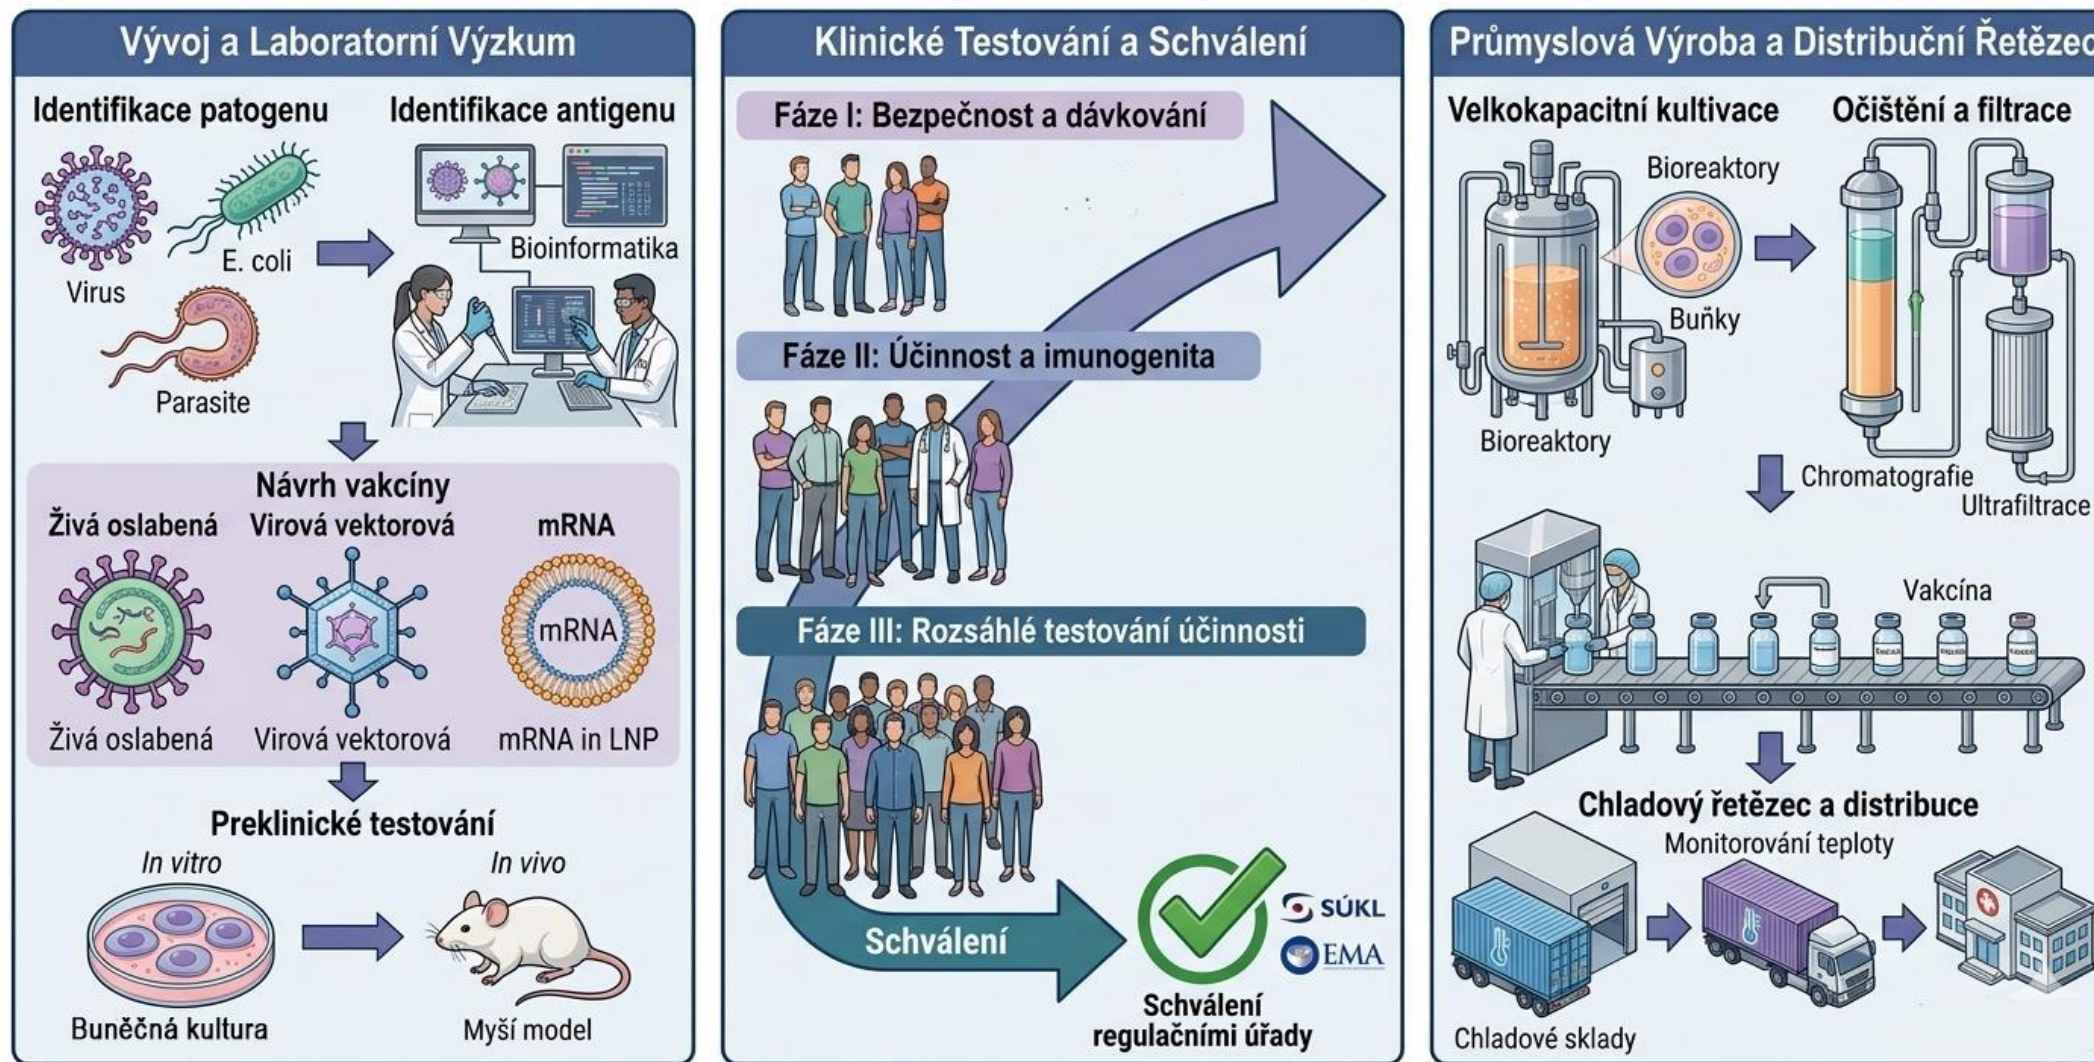 Vývoj a Laboratorní Výzkum
Identifikace patogenu
Identifikace antigenu
Virus
E. coli
Parasite
Bioinformatika
Návrh vakcíny
Živá oslabená
Virová vektorová
mRNA
mRNA
Živá oslabená
Virová vektorová
mRNA in LNP
Preklinické testování
In vitro
In vivo
Buněčná kultura
Myší model
Klinické Testování a Schválení
Fáze I: Bezpečnost a dávkování
Fáze II: Účinnost a imunogenita
Fáze III: Rozsáhlé testování účinnosti
Schválení
SÚKL
EMA
Schválení
regulačními úřady
Průmyslová Výroba a Distribuční Řetězec
Velkokapacitní kultivace
Očištění a filtrace
Bioreaktory
Buňky
Bioreaktory
Chromatografie
Ultrafiltrace
Vakcína
Chladový řetězec a distribuce
Monitorování teploty
Chladové sklady